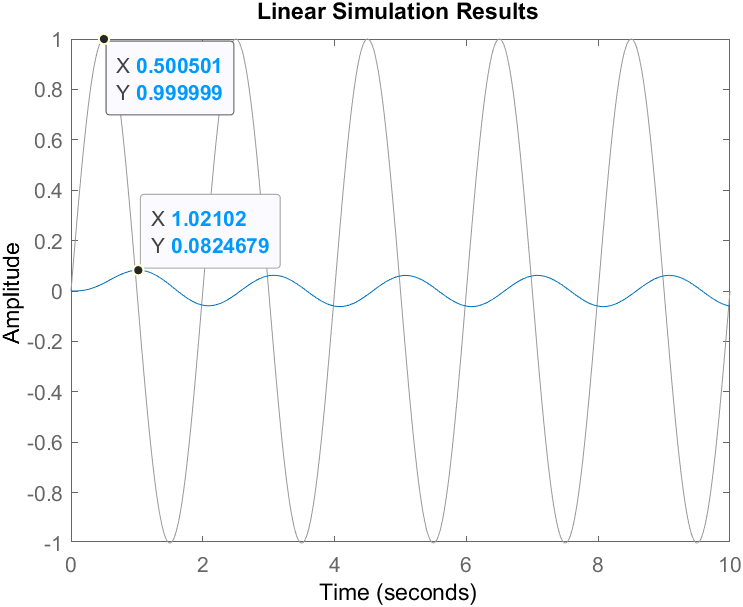 Linear Simulation Results
X 0.500501
Y 0.999999
X 1.02102
Y 0.0824679
Amplitude
1
0.8
0.6
0.4
0.2
0
-0.2
-0.4
-0.6
-0.8
-1
0 2 4 6 8 10
Time (seconds)